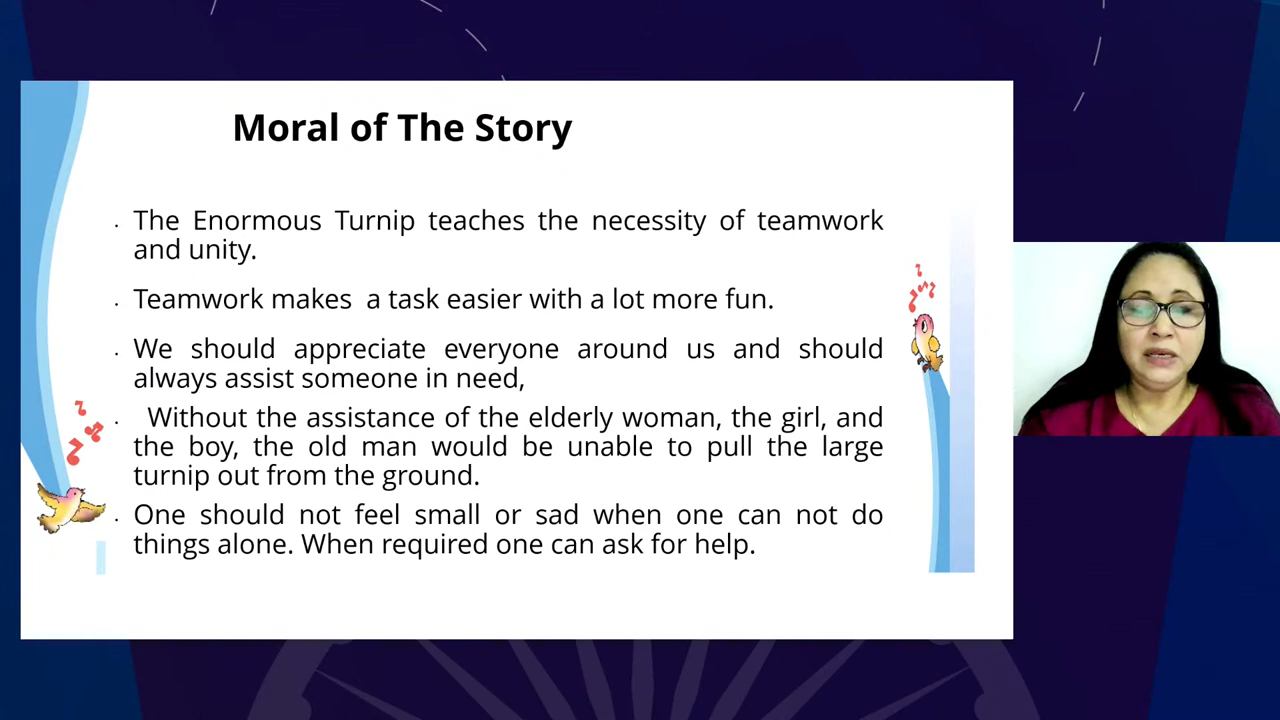 Moral of The Story
The Enormous Turnip teaches the necessity of teamwork
and unity.
Teamwork makes a task easier with a lot more fun.
We should appreciate everyone around us and should
always assist someone in need,
Without the assistance of the elderly woman, the girl, and
the boy, the old man would be unable to pull the large
turnip out from the ground.
One should not feel small or sad when one can not do
things alone. When required one can ask for help.